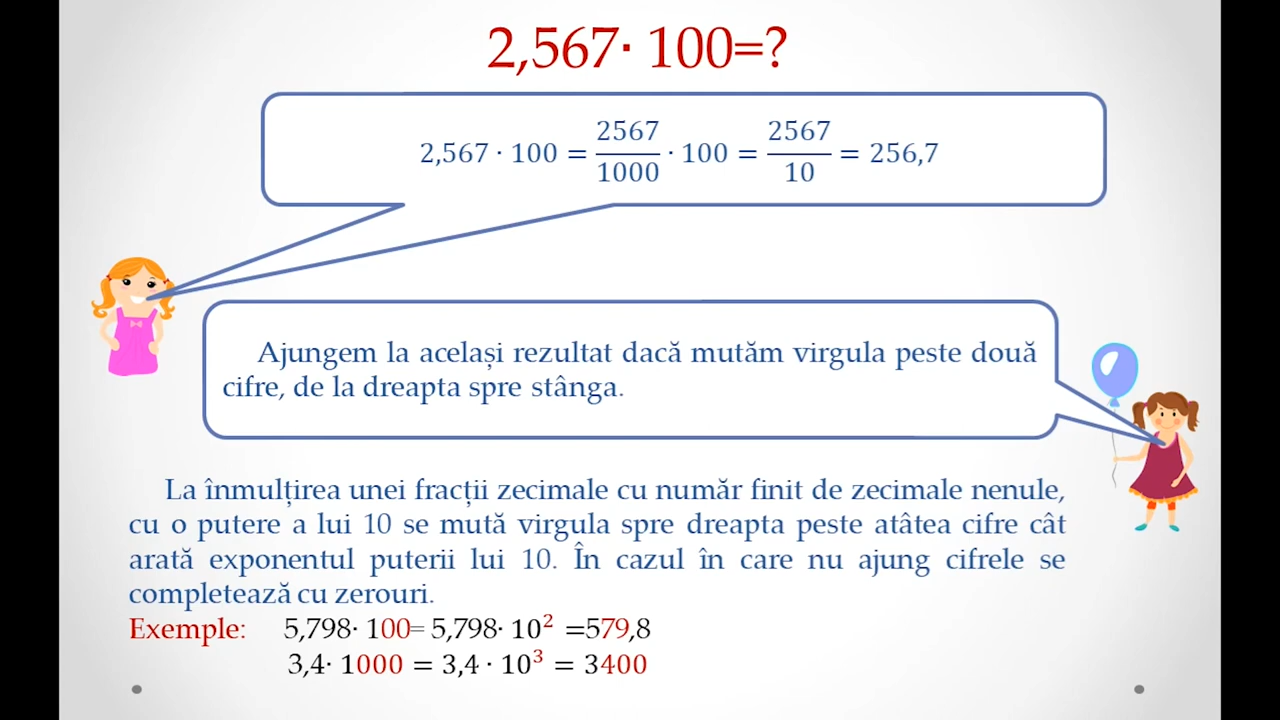 2,567· 100=?
2,567 · 100 = 2567/1000 · 100 = 2567/10 = 256,7
Ajungem la același rezultat dacă mutăm virgula peste două
cifre, de la dreapta spre stânga.
La înmulțirea unei fracții zecimale cu număr finit de zecimale nenule,
cu o putere a lui 10 se mută virgula spre dreapta peste atâtea cifre cât
arată exponentul puterii lui 10. În cazul în care nu ajung cifrele se
completează cu zerouri.
Exemple: 5,798· 100= 5,798· 10² =579,8
3,4· 1000 = 3,4 · 10³ = 3400